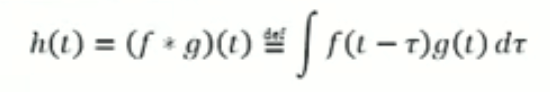 h(t) = (f * g)(t) ≝ ∫ f(t − τ)g(t) dτ